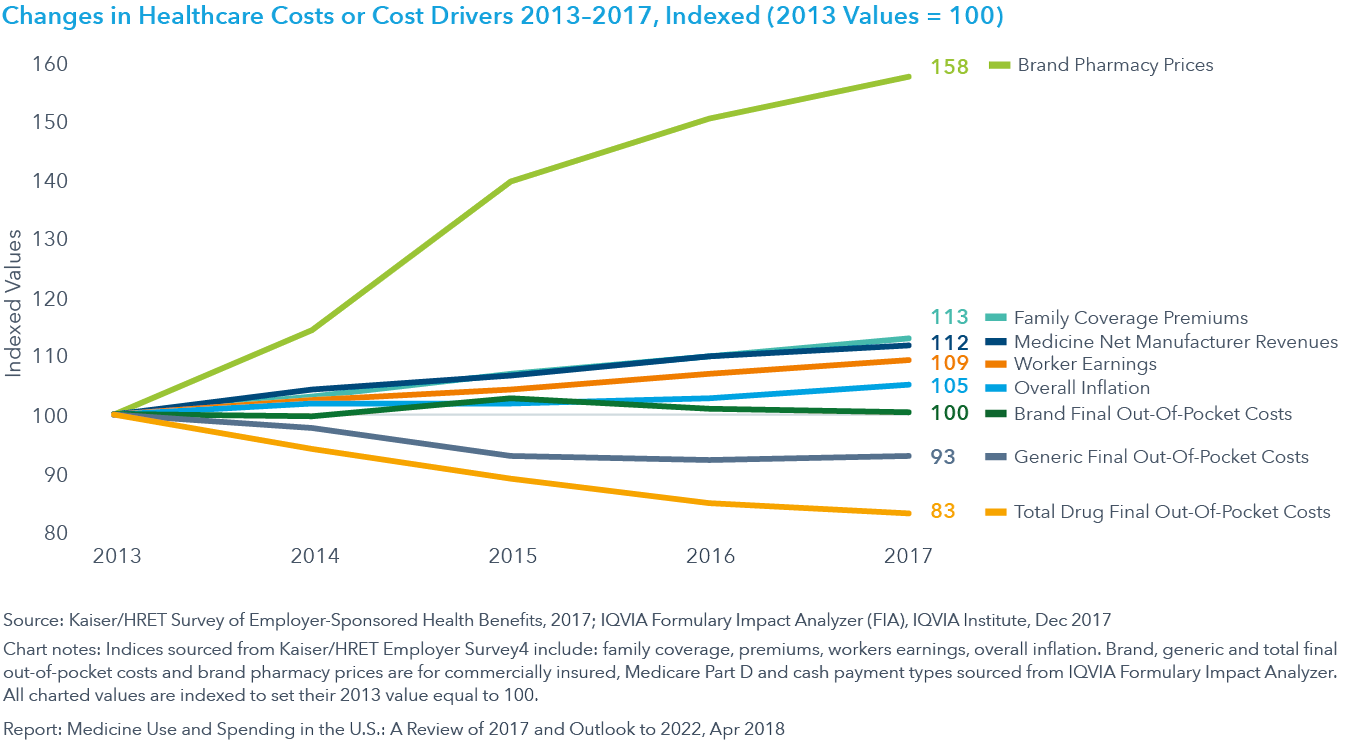 Changes in Healthcare Costs or Cost Drivers 2013–2017, Indexed (2013 Values = 100)
Indexed Values
160
150
140
130
120
110
100
90
80
2013 2014 2015 2016 2017
158 Brand Pharmacy Prices
113 Family Coverage Premiums
112 Medicine Net Manufacturer Revenues
109 Worker Earnings
105 Overall Inflation
100 Brand Final Out-Of-Pocket Costs
93 Generic Final Out-Of-Pocket Costs
83 Total Drug Final Out-Of-Pocket Costs
Source: Kaiser/HRET Survey of Employer-Sponsored Health Benefits, 2017; IQVIA Formulary Impact Analyzer (FIA), IQVIA Institute, Dec 2017
Chart notes: Indices sourced from Kaiser/HRET Employer Survey4 include: family coverage, premiums, workers earnings, overall inflation. Brand, generic and total final
out-of-pocket costs and brand pharmacy prices are for commercially insured, Medicare Part D and cash payment types sourced from IQVIA Formulary Impact Analyzer.
All charted values are indexed to set their 2013 value equal to 100.
Report: Medicine Use and Spending in the U.S.: A Review of 2017 and Outlook to 2022, Apr 2018